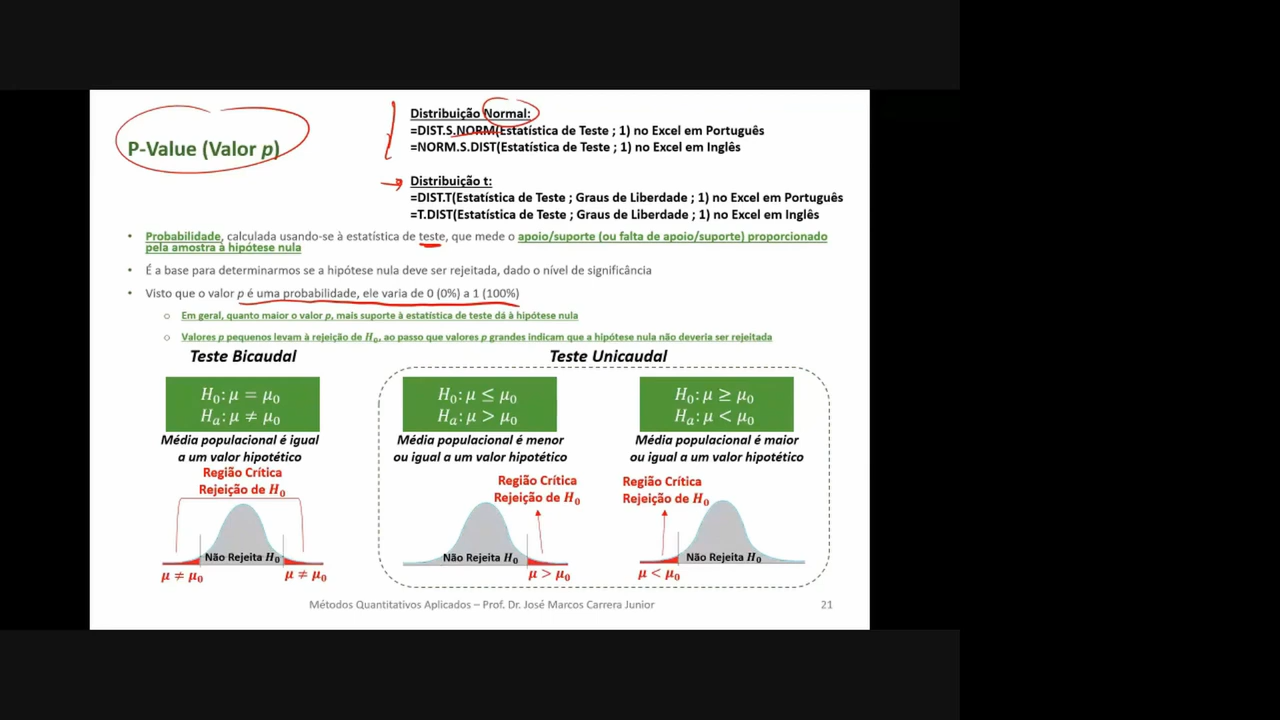 P-Value (Valor p)
Distribuição Normal:
=DIST.S.NORM(Estatística de Teste ; 1) no Excel em Português
=NORM.S.DIST(Estatística de Teste ; 1) no Excel em Inglês
Distribuição t:
=DIST.T(Estatística de Teste ; Graus de Liberdade ; 1) no Excel em Português
=T.DIST(Estatística de Teste ; Graus de Liberdade ; 1) no Excel em Inglês
• Probabilidade, calculada usando-se à estatística de teste, que mede o apoio/suporte (ou falta de apoio/suporte) proporcionado
pela amostra à hipótese nula
• É a base para determinarmos se a hipótese nula deve ser rejeitada, dado o nível de significância
• Visto que o valor p é uma probabilidade, ele varia de 0 (0%) a 1 (100%)
o Em geral, quanto maior o valor p, mais suporte à estatística de teste dá à hipótese nula
o Valores p pequenos levam à rejeição de H₀, ao passo que valores p grandes indicam que a hipótese nula não deveria ser rejeitada
Teste Bicaudal
H₀: μ = μ₀
Hₐ: μ ≠ μ₀
Média populacional é igual
a um valor hipotético
Região Crítica
Rejeição de H₀
Não Rejeita H₀
μ ≠ μ₀ μ ≠ μ₀
Teste Unicaudal
H₀: μ ≤ μ₀
Hₐ: μ > μ₀
Média populacional é menor
ou igual a um valor hipotético
Região Crítica
Rejeição de H₀
Não Rejeita H₀
μ > μ₀
H₀: μ ≥ μ₀
Hₐ: μ < μ₀
Média populacional é maior
ou igual a um valor hipotético
Região Crítica
Rejeição de H₀
Não Rejeita H₀
μ < μ₀
Métodos Quantitativos Aplicados – Prof. Dr. José Marcos Carrera Junior 21